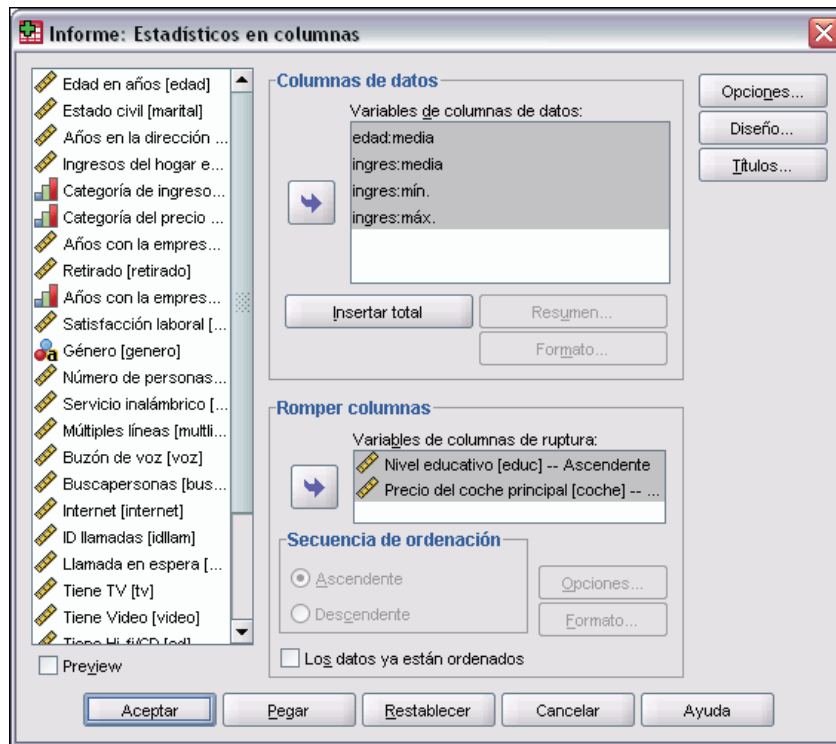 Informe: Estadísticos en columnas
Edad en años [edad]
Estado civil [marital]
Años en la dirección ...
Ingresos del hogar e...
Categoría de ingreso...
Categoría del precio ...
Años con la empres...
Retirado [retirado]
Años con la empres...
Satisfacción laboral [...
Género [genero]
Número de personas...
Servicio inalámbrico [...
Múltiples líneas [multli...
Buzón de voz [voz]
Buscapersonas [bus...
Internet [internet]
ID llamadas [idllam]
Llamada en espera [...
Tiene TV [tv]
Tiene Video [video]
Tiene Hi-fi/CD [cd]
Preview
Columnas de datos
Variables de columnas de datos:
edad:media
ingres:media
ingres:mín.
ingres:máx.
Insertar total
Resumen...
Formato...
Romper columnas
Variables de columnas de ruptura:
Nivel educativo [educ] -- Ascendente
Precio del coche principal [coche] -- ...
Secuencia de ordenación
Ascendente
Descendente
Opciones...
Formato...
Los datos ya están ordenados
Opciones...
Diseño...
Títulos...
Aceptar
Pegar
Restablecer
Cancelar
Ayuda